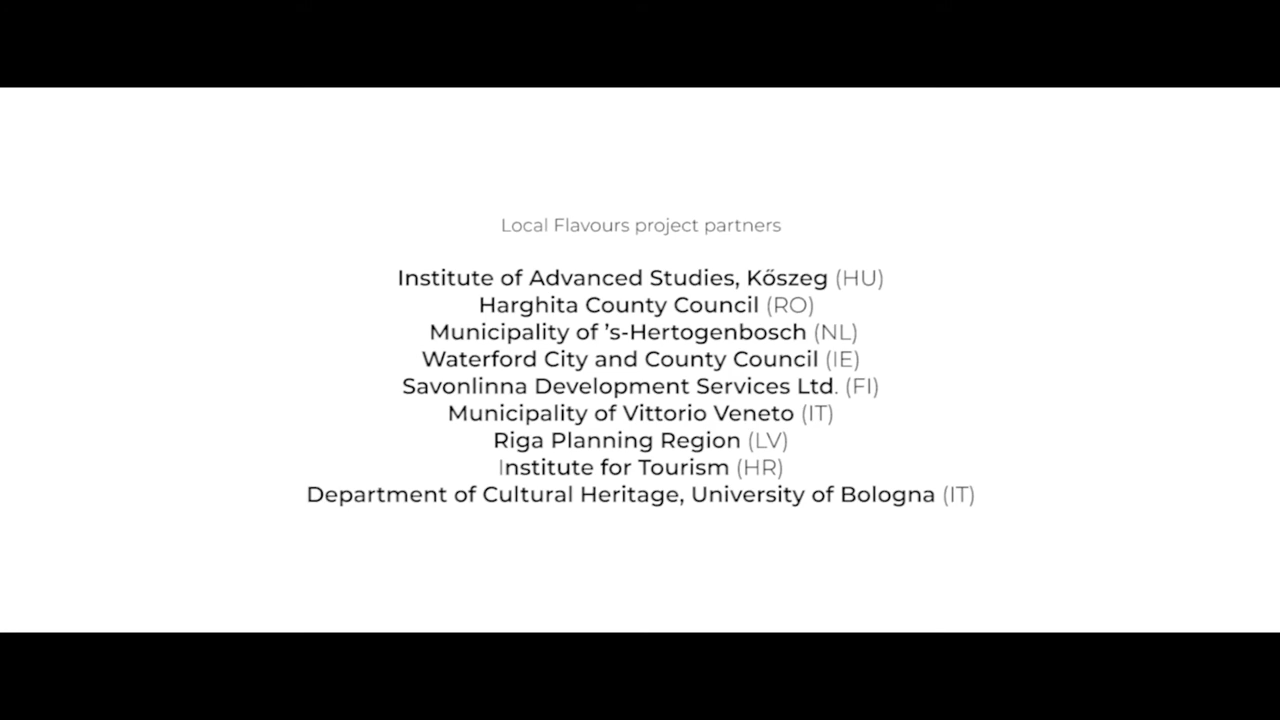 Local Flavours project partners
Institute of Advanced Studies, Kőszeg (HU)
Harghita County Council (RO)
Municipality of ’s-Hertogenbosch (NL)
Waterford City and County Council (IE)
Savonlinna Development Services Ltd. (FI)
Municipality of Vittorio Veneto (IT)
Riga Planning Region (LV)
Institute for Tourism (HR)
Department of Cultural Heritage, University of Bologna (IT)